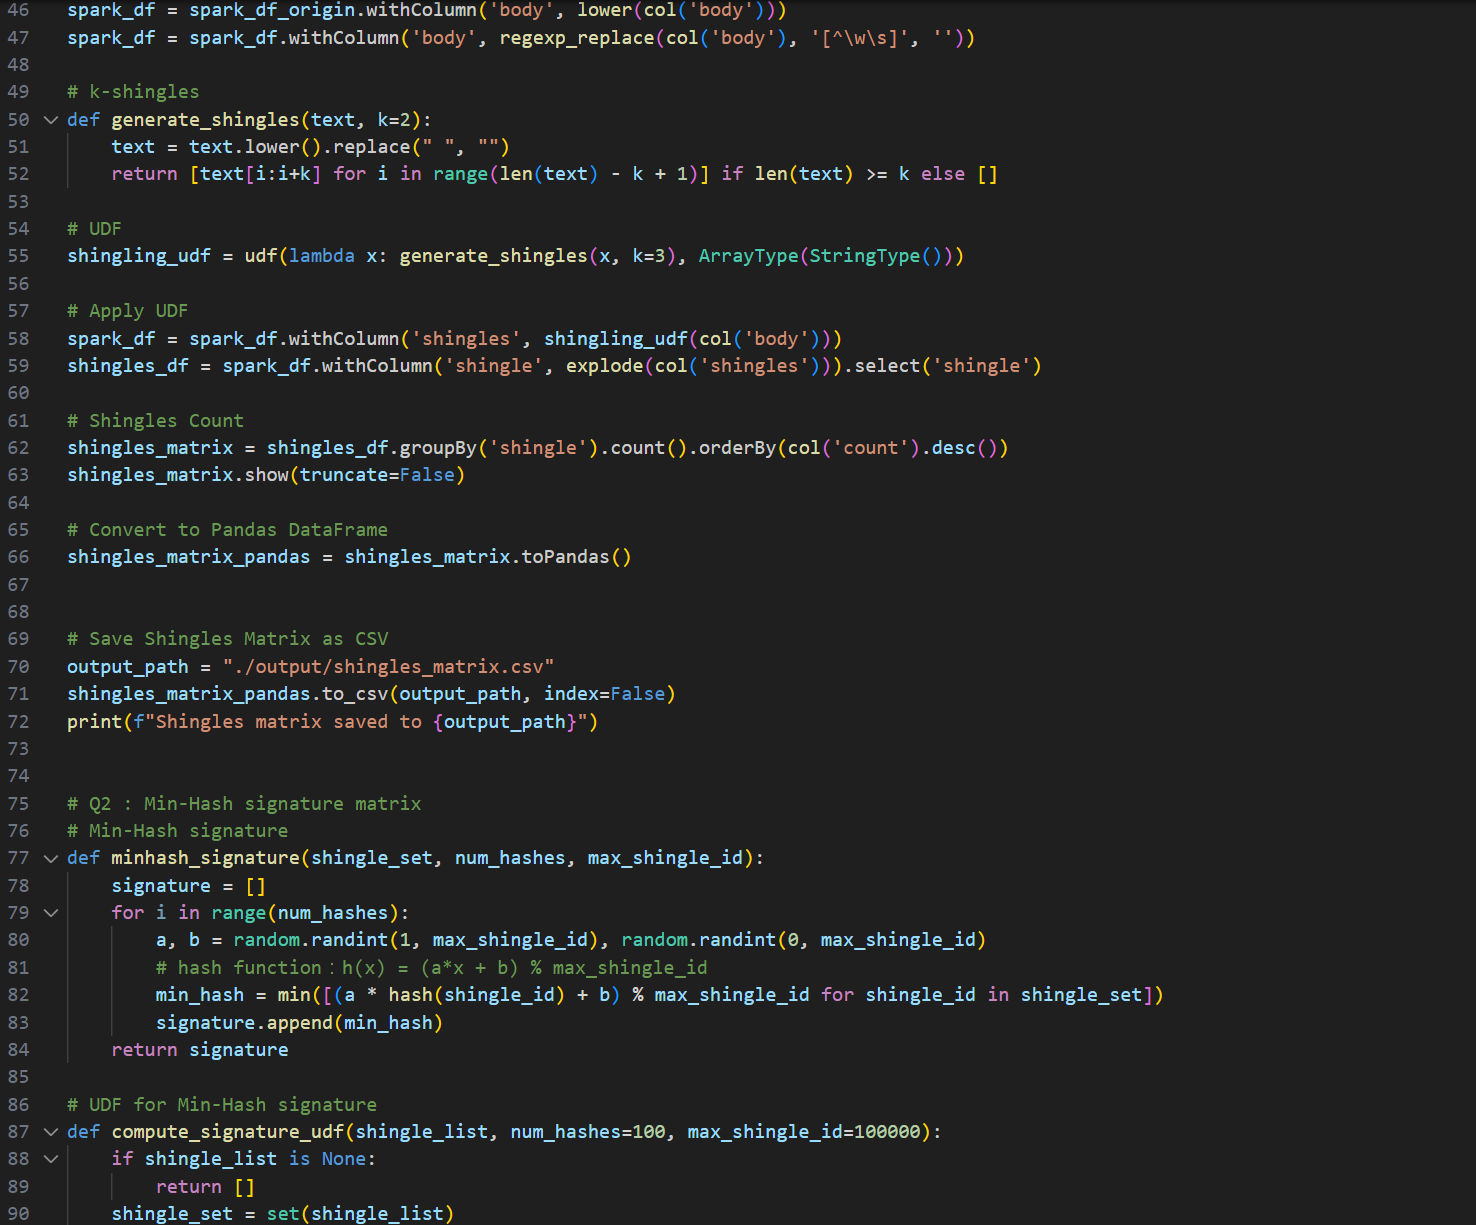 46 spark_df = spark_df_origin.withColumn('body', lower(col('body')))
47 spark_df = spark_df.withColumn('body', regexp_replace(col('body'), '[^\w\s]', ''))
48
49 # k-shingles
50 def generate_shingles(text, k=2):
51     text = text.lower().replace(" ", "")
52     return [text[i:i+k] for i in range(len(text) - k + 1)] if len(text) >= k else []
53
54 # UDF
55 shingling_udf = udf(lambda x: generate_shingles(x, k=3), ArrayType(StringType()))
56
57 # Apply UDF
58 spark_df = spark_df.withColumn('shingles', shingling_udf(col('body')))
59 shingles_df = spark_df.withColumn('shingle', explode(col('shingles'))).select('shingle')
60
61 # Shingles Count
62 shingles_matrix = shingles_df.groupBy('shingle').count().orderBy(col('count').desc())
63 shingles_matrix.show(truncate=False)
64
65 # Convert to Pandas DataFrame
66 shingles_matrix_pandas = shingles_matrix.toPandas()
67
68
69 # Save Shingles Matrix as CSV
70 output_path = "./output/shingles_matrix.csv"
71 shingles_matrix_pandas.to_csv(output_path, index=False)
72 print(f"Shingles matrix saved to {output_path}")
73
74
75 # Q2 : Min-Hash signature matrix
76 # Min-Hash signature
77 def minhash_signature(shingle_set, num_hashes, max_shingle_id):
78     signature = []
79     for i in range(num_hashes):
80         a, b = random.randint(1, max_shingle_id), random.randint(0, max_shingle_id)
81         # hash function：h(x) = (a*x + b) % max_shingle_id
82         min_hash = min([(a * hash(shingle_id) + b) % max_shingle_id for shingle_id in shingle_set])
83         signature.append(min_hash)
84     return signature
85
86 # UDF for Min-Hash signature
87 def compute_signature_udf(shingle_list, num_hashes=100, max_shingle_id=100000):
88     if shingle_list is None:
89         return []
90     shingle_set = set(shingle_list)